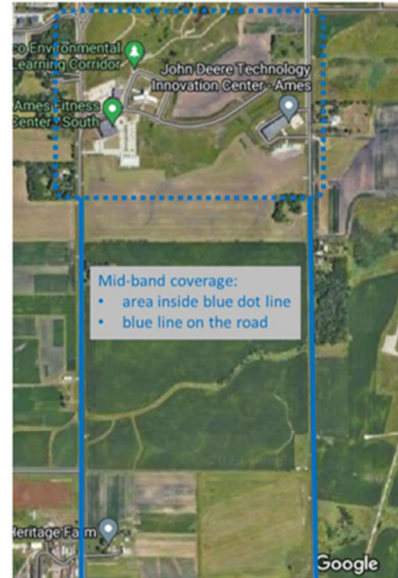 co Environmental
Learning Corridor
John Deere Technology
Innovation Center - Ames
Ames Fitness
Center - South
Mid-band coverage:
• area inside blue dot line
• blue line on the road
Heritage Farm
Google